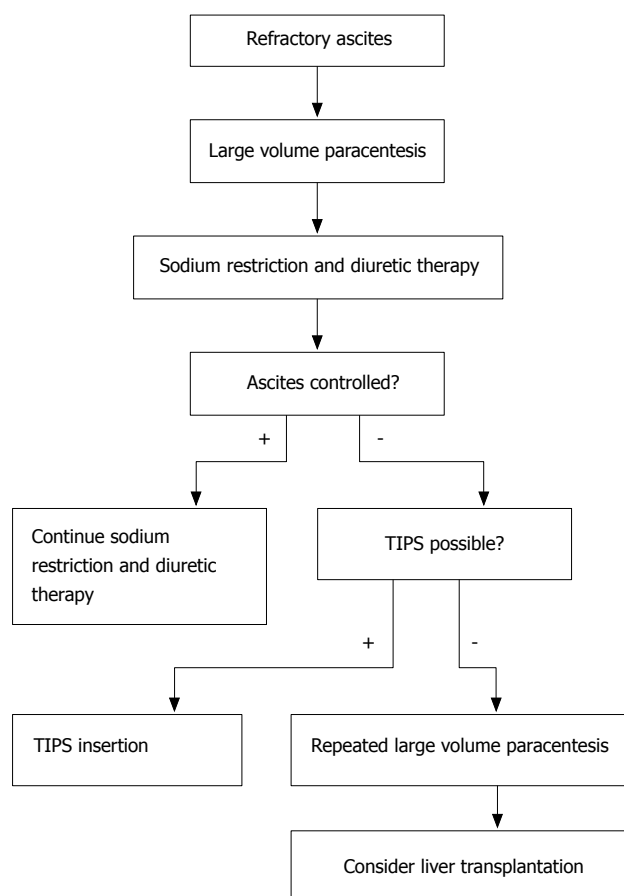 Refractory ascites
Large volume paracentesis
Sodium restriction and diuretic therapy
Ascites controlled?
+
-
Continue sodium
restriction and diuretic
therapy
TIPS possible?
+
-
TIPS insertion
Repeated large volume paracentesis
Consider liver transplantation